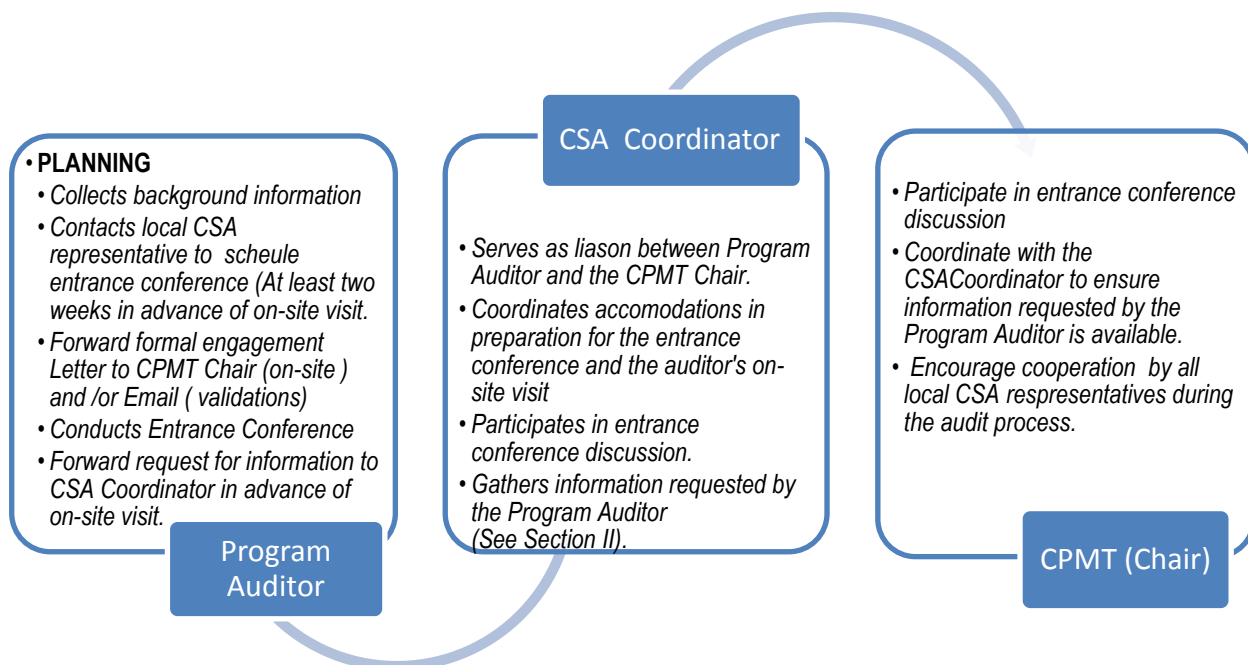 • PLANNING
• Collects background information
• Contacts local CSA
representative to scheule
entrance conference (At least two
weeks in advance of on-site visit.
• Forward formal engagement
Letter to CPMT Chair (on-site )
and /or Email ( validations)
• Conducts Entrance Conference
• Forward request for information to
CSA Coordinator in advance of
on-site visit.
Program
Auditor
CSA Coordinator
• Serves as liason between Program
Auditor and the CPMT Chair.
• Coordinates accomodations in
preparation for the entrance
conference and the auditor's on-
site visit
• Participates in entrance
conference discussion.
• Gathers information requested by
the Program Auditor
(See Section II).
• Participate in entrance conference
discussion
• Coordinate with the
CSACoordinator to ensure
information requested by the
Program Auditor is available.
• Encourage cooperation by all
local CSA respresentatives during
the audit process.
CPMT (Chair)